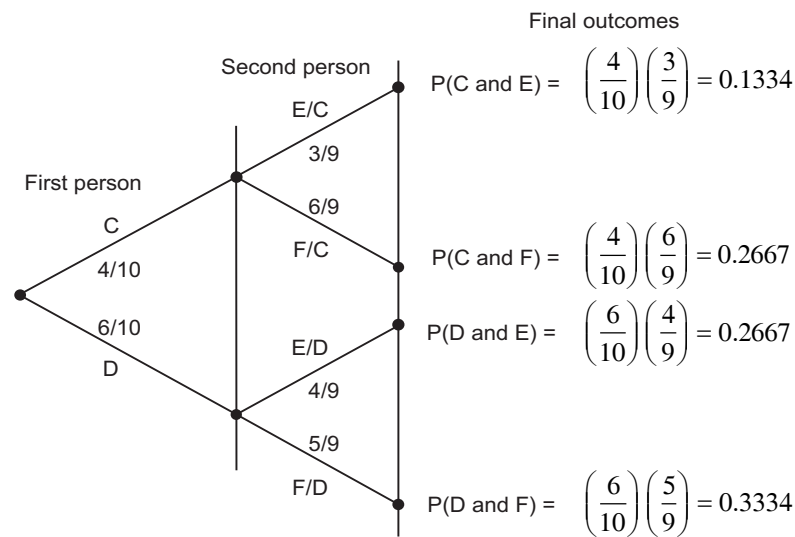 Final outcomes
Second person
P(C and E) = (4/10)(3/9) = 0.1334
E/C
3/9
First person
6/9
C
F/C
P(C and F) = (4/10)(6/9) = 0.2667
4/10
6/10
P(D and E) = (6/10)(4/9) = 0.2667
E/D
D
4/9
5/9
F/D
P(D and F) = (6/10)(5/9) = 0.3334